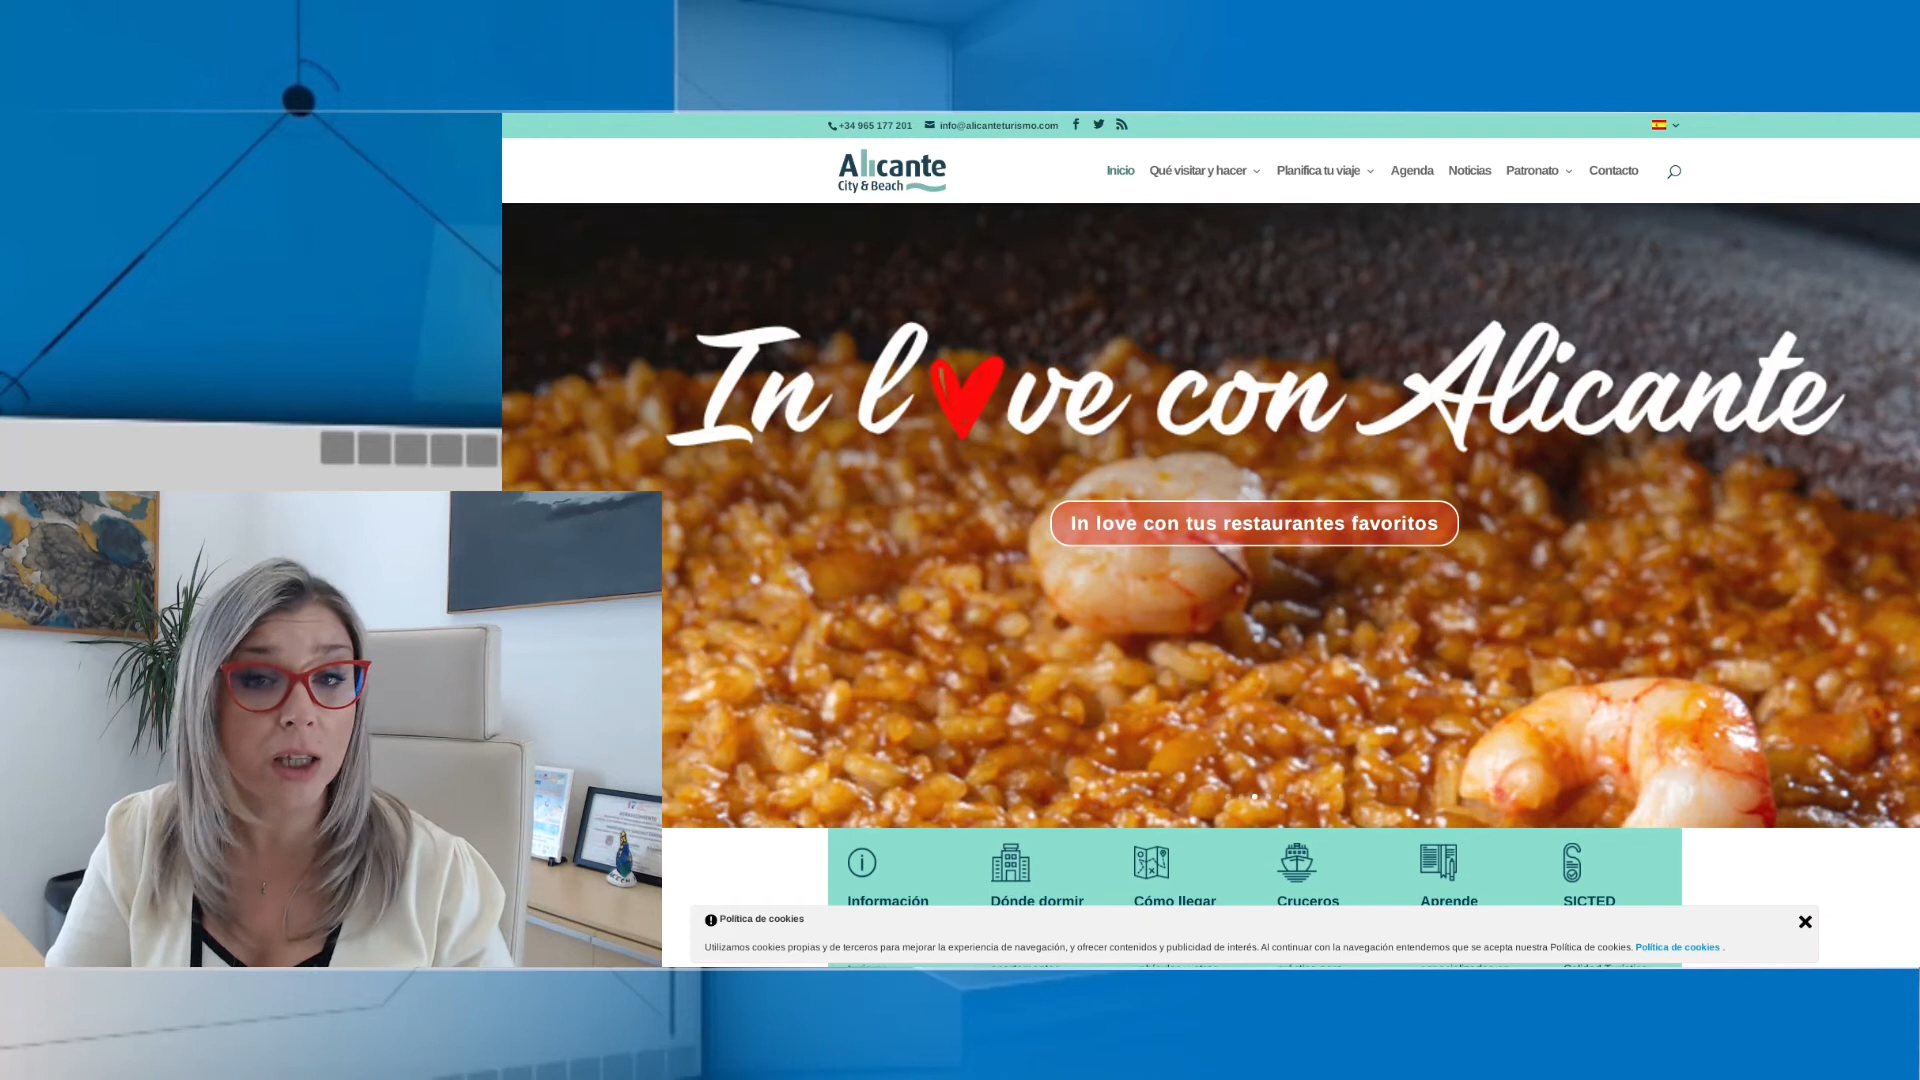 +34 965 177 201 info@alicanteturismo.com
Alicante
City & Beach
Inicio Qué visitar y hacer Planifica tu viaje Agenda Noticias Patronato Contacto
In love con Alicante
In love con tus restaurantes favoritos
Información Dónde dormir Cómo llegar Cruceros Aprende SICTED
Política de cookies
Utilizamos cookies propias y de terceros para mejorar la experiencia de navegación, y ofrecer contenidos y publicidad de interés. Al continuar con la navegación entendemos que se acepta nuestra Política de cookies. Política de cookies .